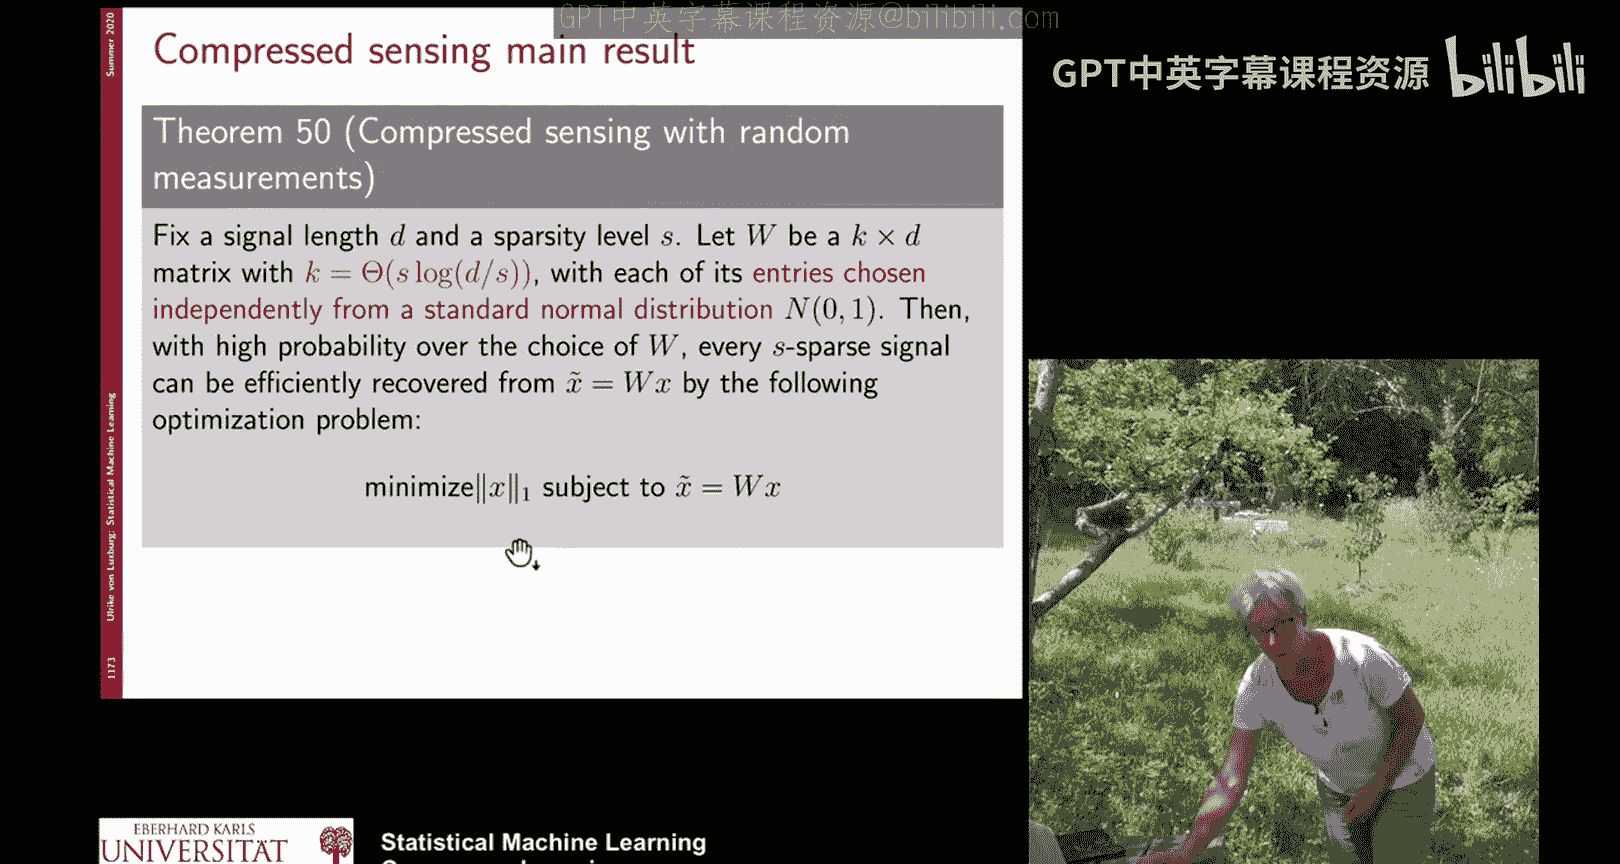 GPT中英字幕课程资源@bilibili.com
GPT中英字幕课程资源 bilibili
Summer 2020
Compressed sensing main result
Theorem 50 (Compressed sensing with random
measurements)
Fix a signal length d and a sparsity level s. Let W be a k × d
matrix with k = Θ(s log(d/s)), with each of its entries chosen
independently from a standard normal distribution N(0, 1). Then,
with high probability over the choice of W, every s-sparse signal
can be efficiently recovered from x̃ = Wx by the following
optimization problem:
minimize‖x‖₁ subject to x̃ = Wx
Ulrike von Luxburg: Statistical Machine Learning
1173
EBERHARD KARLS
UNIVERSITÄT
Statistical Machine Learning